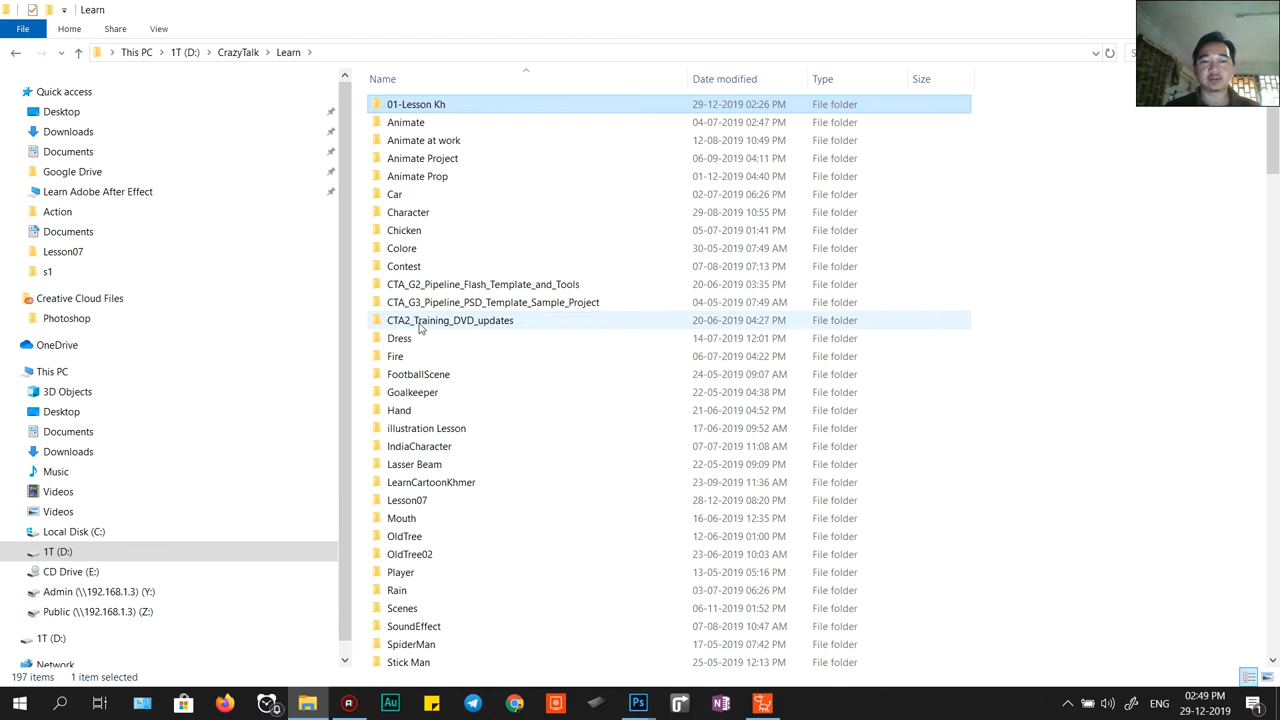 Learn
File Home Share View
This PC 1T (D:) CrazyTalk Learn
Name Date modified Type Size
Quick access
Desktop
Downloads
Documents
Google Drive
Learn Adobe After Effect
Action
Documents
Lesson07
s1
Creative Cloud Files
Photoshop
OneDrive
This PC
3D Objects
Desktop
Documents
Downloads
Music
Videos
Videos
Local Disk (C:)
1T (D:)
CD Drive (E:)
Admin (\\192.168.1.3) (Y:)
Public (\\192.168.1.3) (Z:)
1T (D:)
Network
01-Lesson Kh 29-12-2019 02:26 PM File folder
Animate 04-07-2019 02:47 PM File folder
Animate at work 12-08-2019 10:49 PM File folder
Animate Project 06-09-2019 04:11 PM File folder
Animate Prop 01-12-2019 04:40 PM File folder
Car 02-07-2019 06:26 PM File folder
Character 29-08-2019 10:55 PM File folder
Chicken 05-07-2019 01:41 PM File folder
Colore 30-05-2019 07:49 AM File folder
Contest 07-08-2019 07:13 PM File folder
CTA_G2_Pipeline_Flash_Template_and_Tools 20-06-2019 03:35 PM File folder
CTA_G3_Pipeline_PSD_Template_Sample_Project 04-05-2019 07:49 AM File folder
CTA2_Training_DVD_updates 20-06-2019 04:27 PM File folder
Dress 14-07-2019 12:01 PM File folder
Fire 06-07-2019 04:22 PM File folder
FootballScene 24-05-2019 09:07 AM File folder
Goalkeeper 22-05-2019 04:38 PM File folder
Hand 21-06-2019 04:52 PM File folder
illustration Lesson 17-06-2019 09:52 AM File folder
IndiaCharacter 07-07-2019 11:08 AM File folder
Lasser Beam 22-05-2019 09:09 PM File folder
LearnCartoonKhmer 23-09-2019 11:36 AM File folder
Lesson07 28-12-2019 08:20 PM File folder
Mouth 16-06-2019 12:35 PM File folder
OldTree 12-06-2019 01:00 PM File folder
OldTree02 23-06-2019 10:03 AM File folder
Player 13-05-2019 05:16 PM File folder
Rain 03-07-2019 06:26 PM File folder
Scenes 06-11-2019 01:52 PM File folder
SoundEffect 07-08-2019 10:47 AM File folder
SpiderMan 17-05-2019 07:42 PM File folder
Stick Man 25-05-2019 12:13 PM File folder
197 items 1 item selected
Au Ps ENG 02:49 PM
29-12-2019